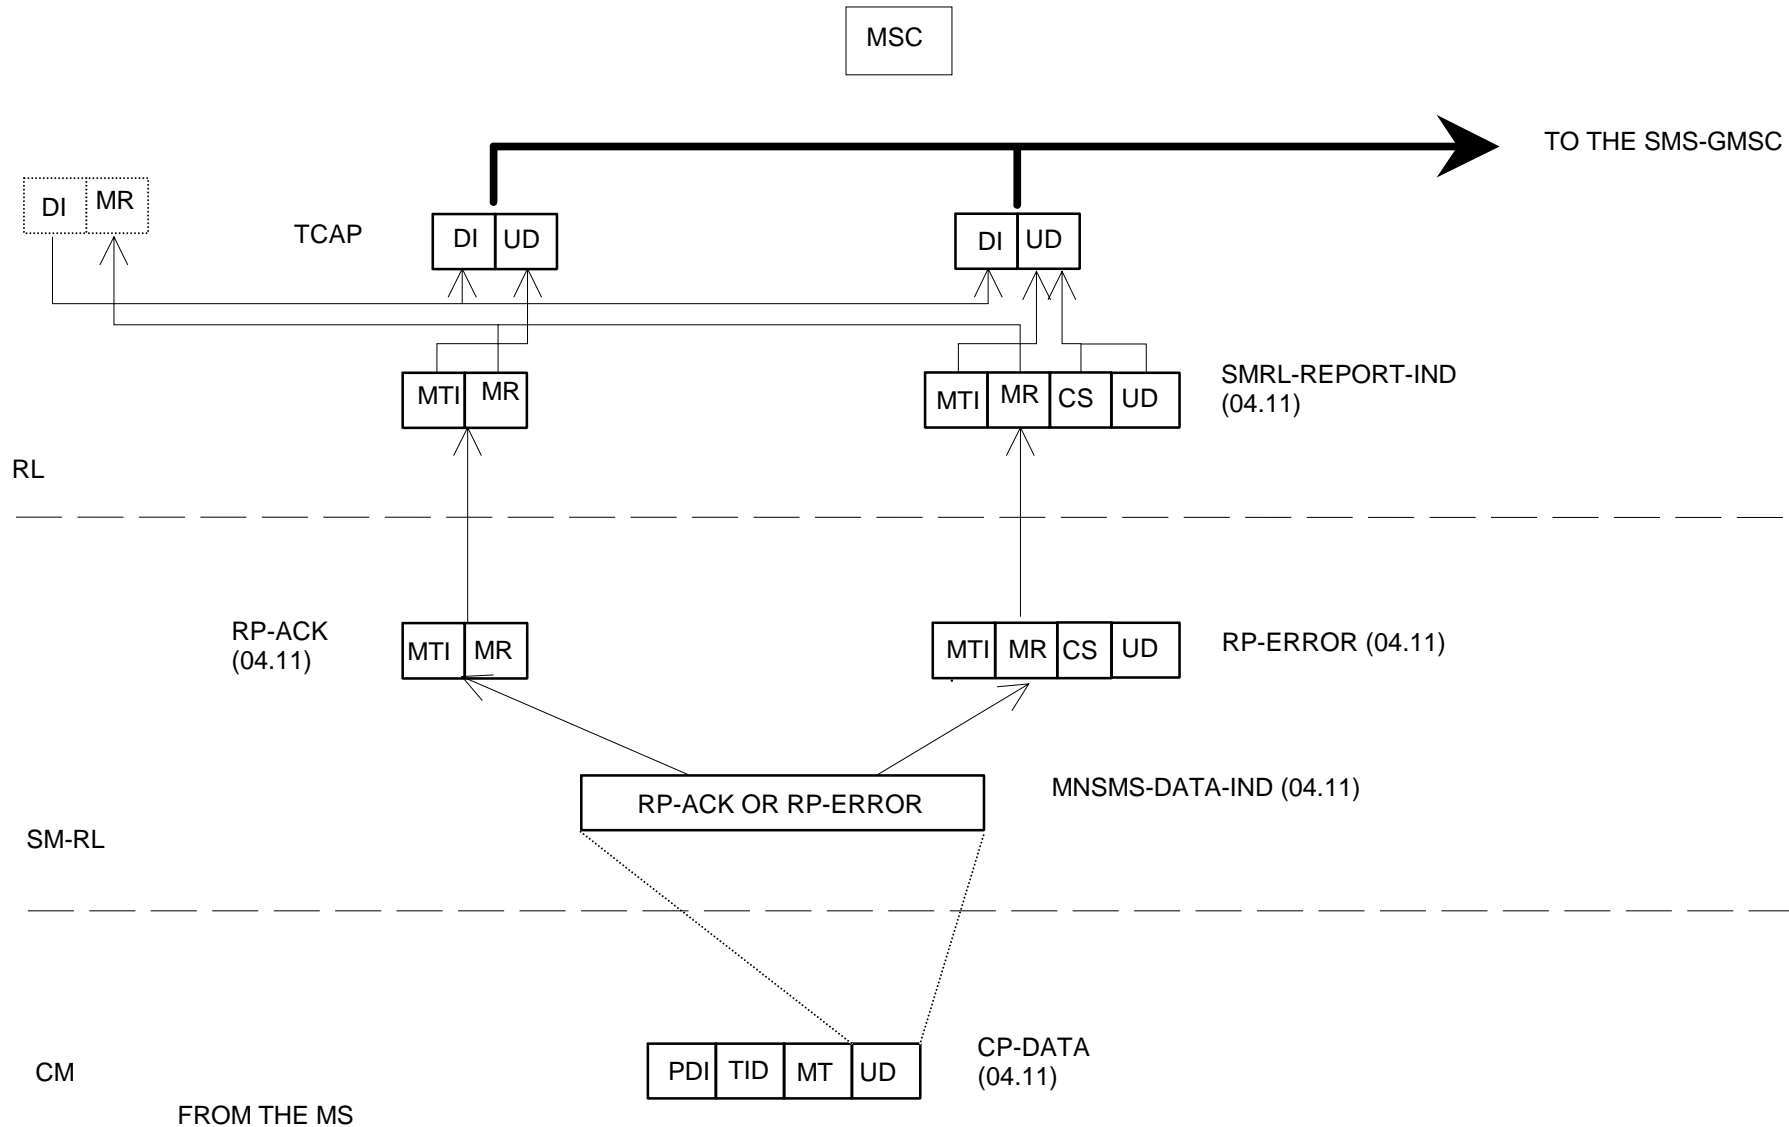 MSC
TO THE SMS-GMSC
DI MR
TCAP
DI UD
DI UD
MTI MR
MTI MR CS UD
SMRL-REPORT-IND
(04.11)
RL
RP-ACK
(04.11)
MTI MR
MTI MR CS UD
RP-ERROR (04.11)
RP-ACK OR RP-ERROR
MNSMS-DATA-IND (04.11)
SM-RL
CM
PDI TID MT UD
CP-DATA
(04.11)
FROM THE MS